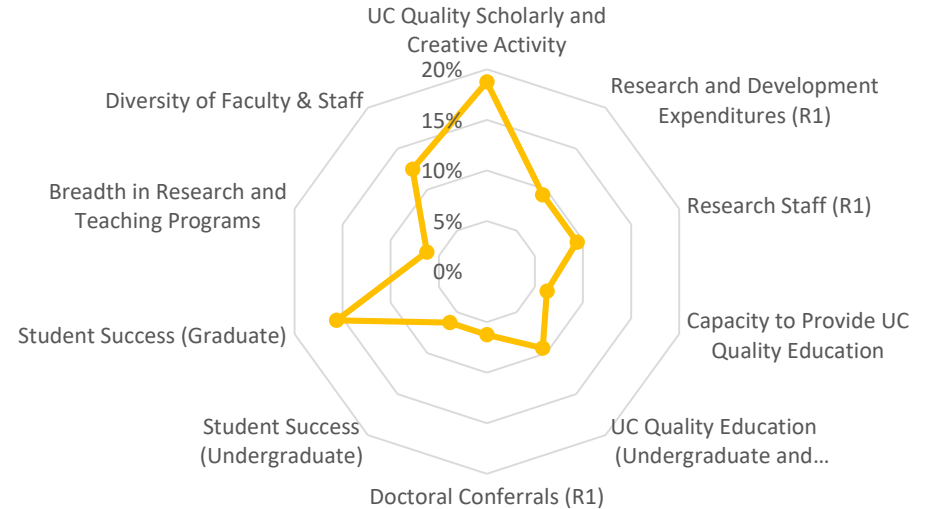 UC Quality Scholarly and
Creative Activity
Research and Development
Expenditures (R1)
Research Staff (R1)
Capacity to Provide UC
Quality Education
UC Quality Education
(Undergraduate and…
Doctoral Conferrals (R1)
Student Success
(Undergraduate)
Student Success (Graduate)
Breadth in Research and
Teaching Programs
Diversity of Faculty & Staff
20%
15%
10%
5%
0%